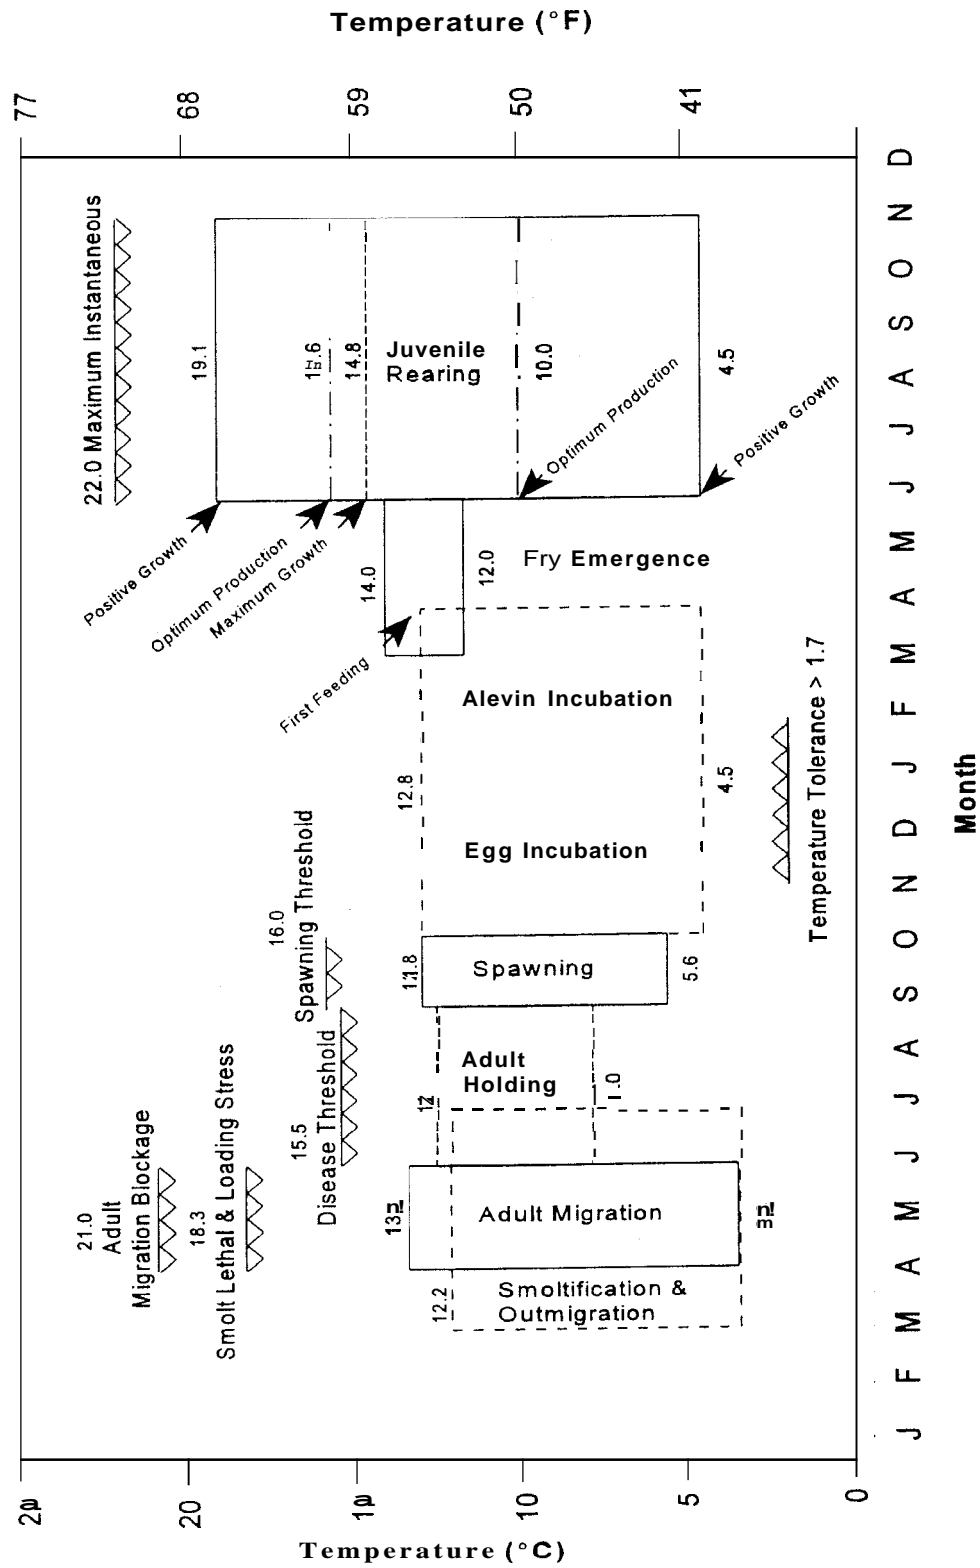 Temperature (°F)
77
68
59
50
41
22.0 Maximum Instantaneous
19.1
14.8
Juvenile
Rearing
10.0
4.5
Positive Growth
Optimum Production
Maximum Growth
Optimum Production
Positive Growth
14.0
12.0
Fry Emergence
First Feeding
Alevin Incubation
12.8
4.5
Egg Incubation
Temperature Tolerance > 1.7
16.0
Spawning Threshold
Spawning
5.6
15.5
Disease Threshold
Adult
Holding
21.0
Adult
Migration Blockage
18.3
Smolt Lethal & Loading Stress
Adult Migration
12.2
Smoltification &
Outmigration
20
10
5
0
Temperature (°C)
J F M A M J J A S O N D J F M A M J J A S O N D
Month